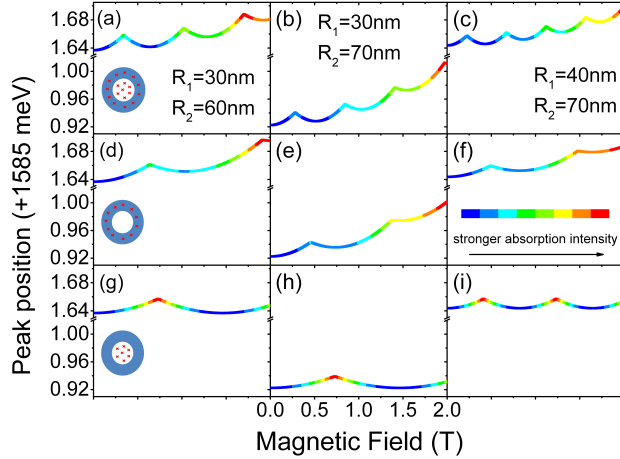 (a)
(b)
(c)
1.68
1.64
1.00
0.96
0.92
R1=30nm
R2=60nm
R1=30nm
R2=70nm
R1=40nm
R2=70nm
(d)
(e)
(f)
1.68
1.64
1.00
0.96
0.92
stronger absorption intensity
(g)
(h)
(i)
1.68
1.64
1.00
0.96
0.92
0.0 0.5 1.0 1.5 2.0
Peak position (+1585 meV)
Magnetic Field (T)